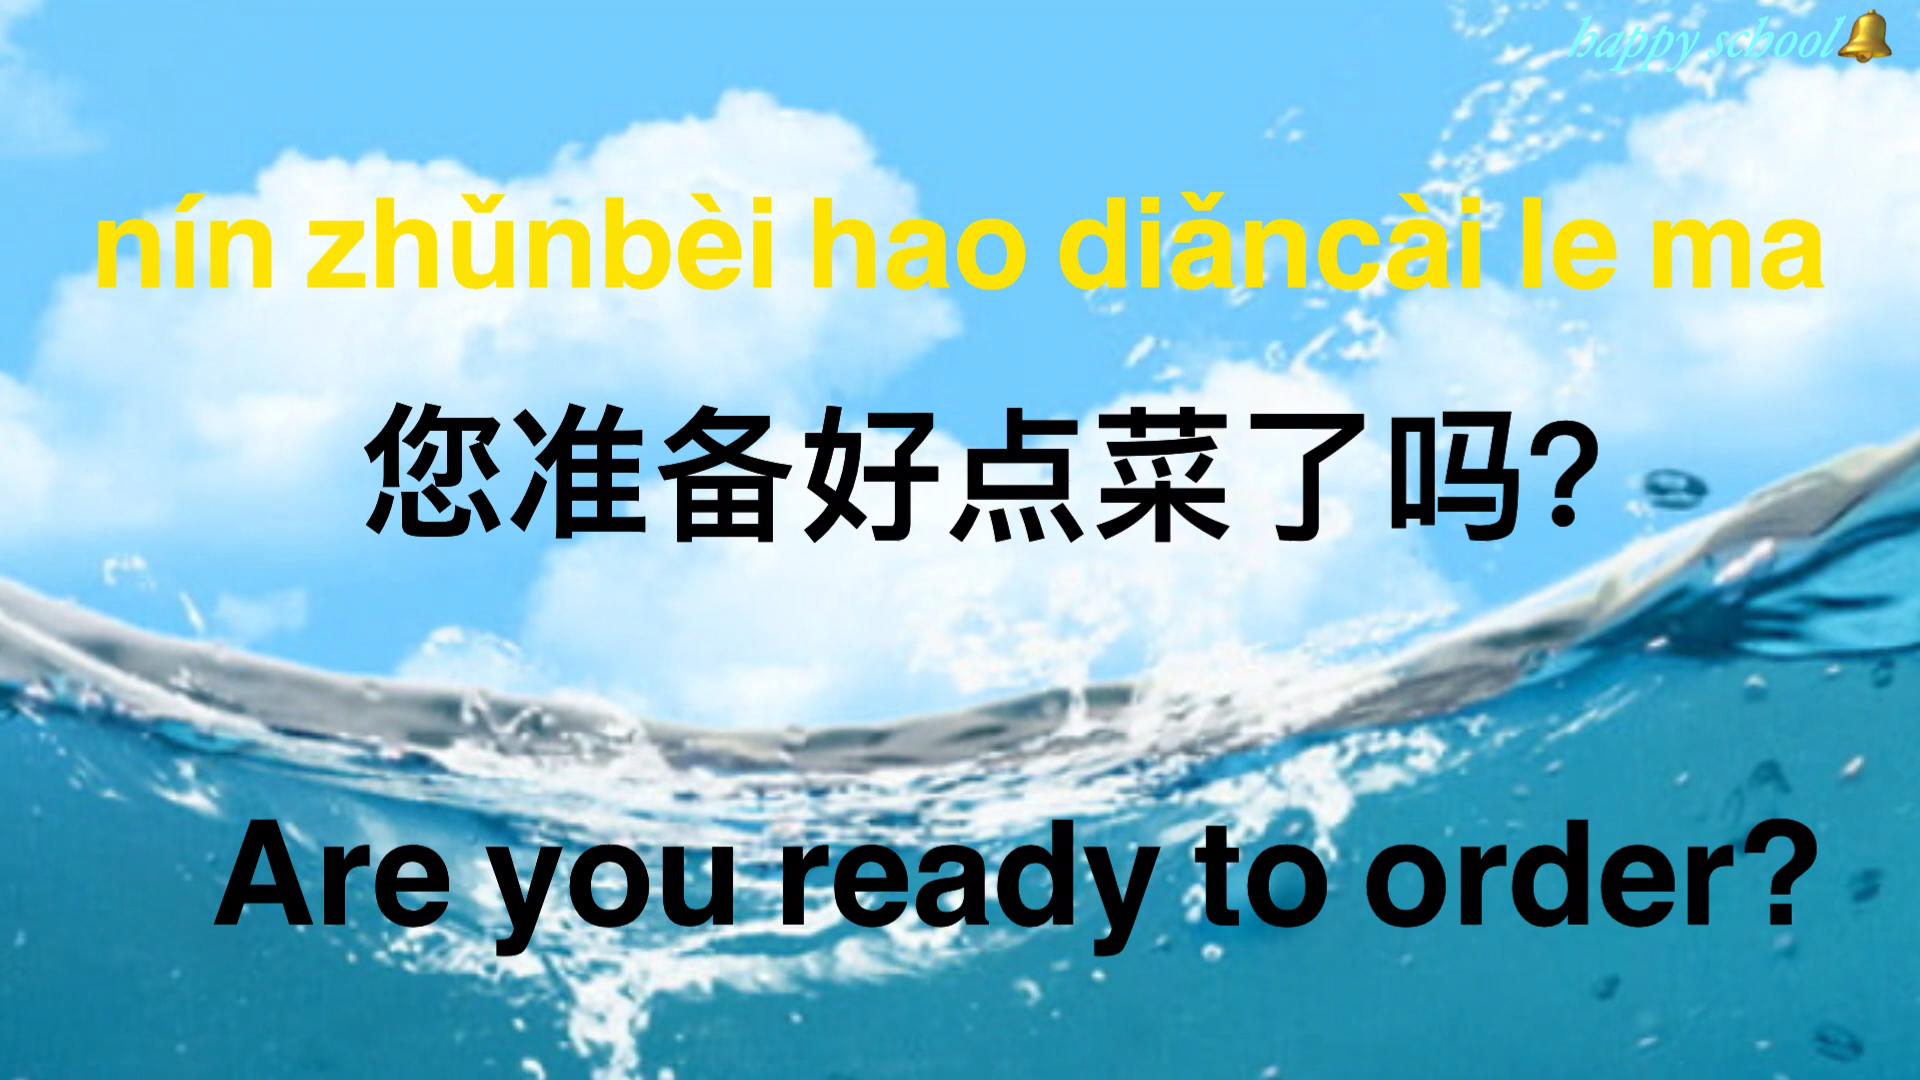 happy school🔔
nín zhǔnbèi hao diǎncài le ma
您准备好点菜了吗?
Are you ready to order?